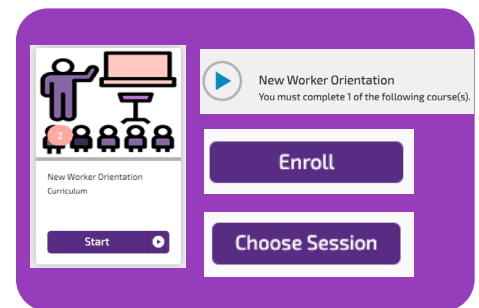 2
New Worker Orientation
Curriculum
Start
New Worker Orientation
You must complete 1 of the following course(s).
Enroll
Choose Session